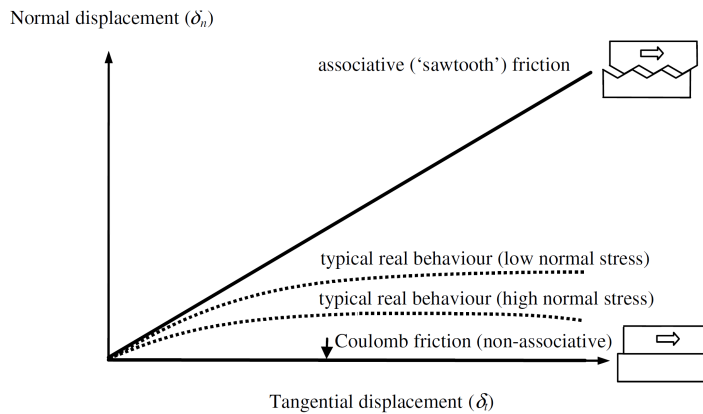 Normal displacement (δn)
associative (‘sawtooth’) friction
typical real behaviour (low normal stress)
typical real behaviour (high normal stress)
Coulomb friction (non-associative)
Tangential displacement (δt)